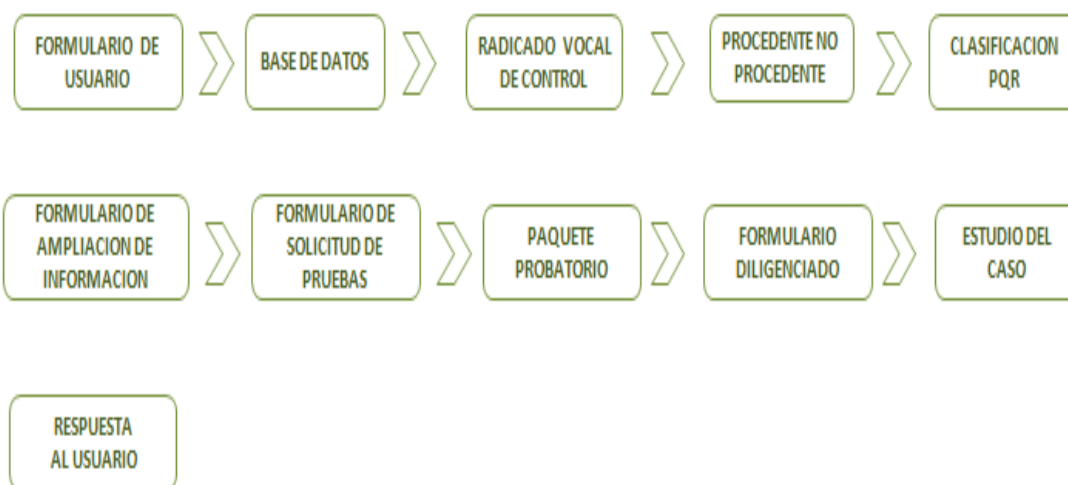 FORMULARIO DE
USUARIO
BASE DE DATOS
RADICADO VOCAL
DE CONTROL
PROCEDENTE NO
PROCEDENTE
CLASIFICACION
PQR
FORMULARIO DE
AMPLIACION DE
INFORMACION
FORMULARIO DE
SOLICITUD DE
PRUEBAS
PAQUETE
PROBATORIO
FORMULARIO
DILIGENCIADO
ESTUDIO DEL
CASO
RESPUESTA
AL USUARIO